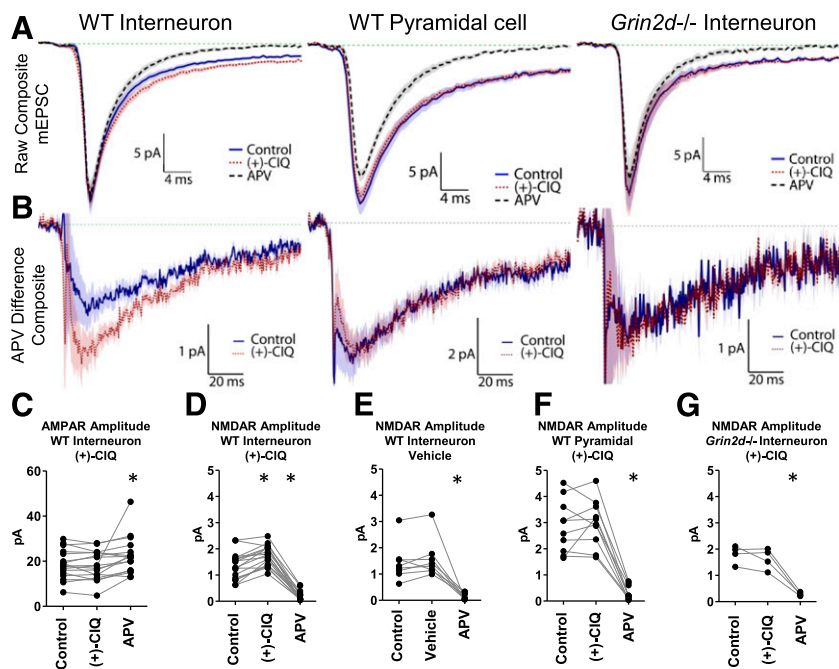 A
WT Interneuron
WT Pyramidal cell
Grin2d-/- Interneuron
Raw Composite
mEPSC
5 pA
4 ms
Control
(+)-CIQ
APV
5 pA
4 ms
Control
(+)-CIQ
APV
5 pA
4 ms
Control
(+)-CIQ
APV
B
APV Difference
Composite
1 pA
20 ms
Control
(+)-CIQ
2 pA
20 ms
Control
(+)-CIQ
1 pA
20 ms
Control
(+)-CIQ
C
AMPAR Amplitude
WT Interneuron
(+)-CIQ
*
60
40
20
0
pA
Control
(+)-CIQ
APV
D
NMDAR Amplitude
WT Interneuron
(+)-CIQ
* *
5
4
3
2
1
0
pA
Control
(+)-CIQ
APV
E
NMDAR Amplitude
WT Interneuron
Vehicle
*
5
4
3
2
1
0
pA
Control
Vehicle
APV
F
NMDAR Amplitude
WT Pyramidal
(+)-CIQ
*
5
4
3
2
1
0
pA
Control
(+)-CIQ
APV
G
NMDAR Amplitude
Grin2d-/- Interneuron
(+)-CIQ
*
5
4
3
2
1
0
pA
Control
(+)-CIQ
APV